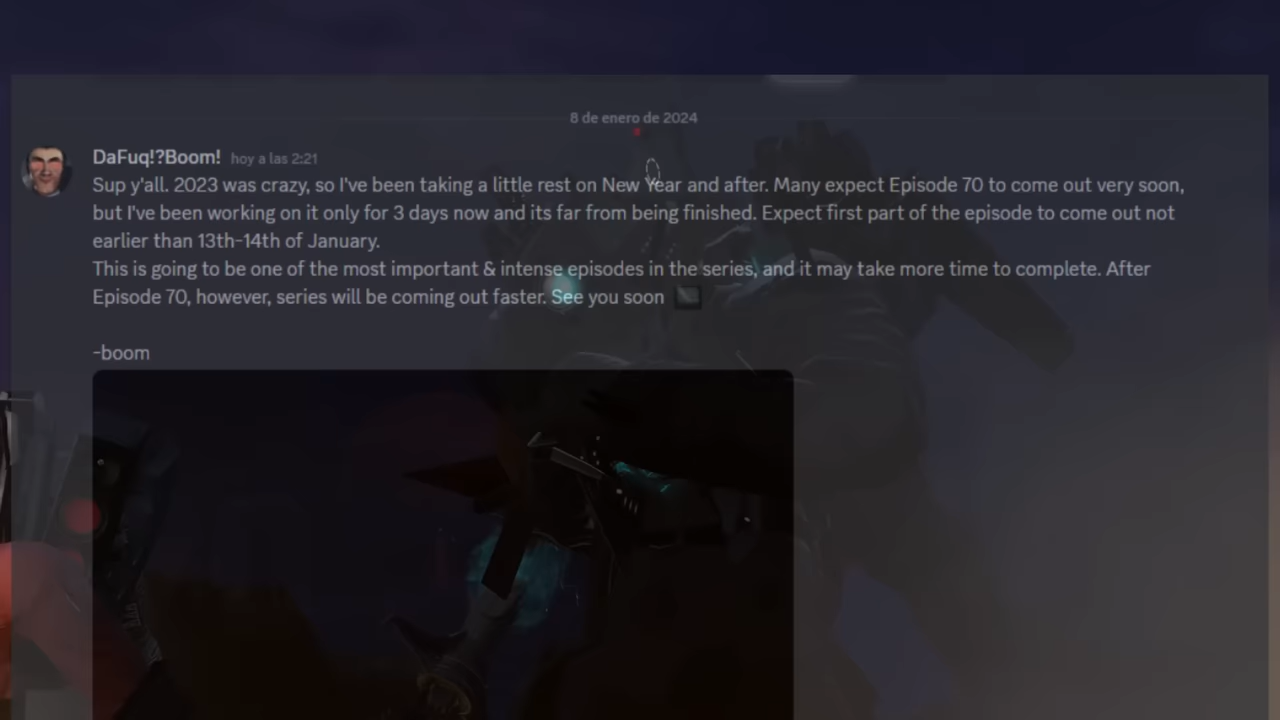 8 de enero de 2024
DaFuq!?Boom! hoy a las 2:21
Sup y'all. 2023 was crazy, so I've been taking a little rest on New Year and after. Many expect Episode 70 to come out very soon,
but I've been working on it only for 3 days now and its far from being finished. Expect first part of the episode to come out not
earlier than 13th-14th of January.
This is going to be one of the most important & intense episodes in the series, and it may take more time to complete. After
Episode 70, however, series will be coming out faster. See you soon
-boom